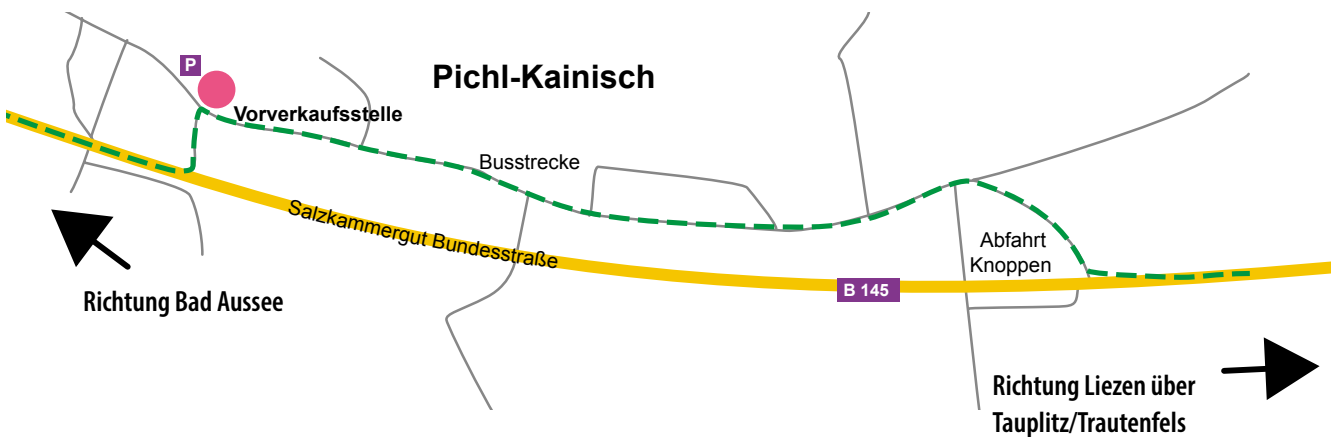 P
Pichl-Kainisch
Vorverkaufsstelle
Busstrecke
Salzkammergut Bundesstraße
Abfahrt
Knoppen
B 145
Richtung Bad Aussee
Richtung Liezen über
Tauplitz/Trautenfels